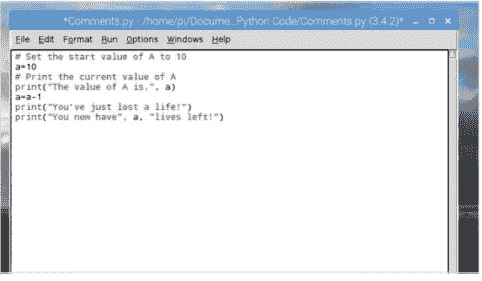 *Comments.py - /home/pi/Docume...Python Code/Comments.py (3.4.2)*
File Edit Format Run Options Windows Help
# Set the start value of A to 10
a=10
# Print the current value of A
print("The value of A is,", a)
a=a-1
print("You've just lost a life!")
print("You now have", a, "lives left!")